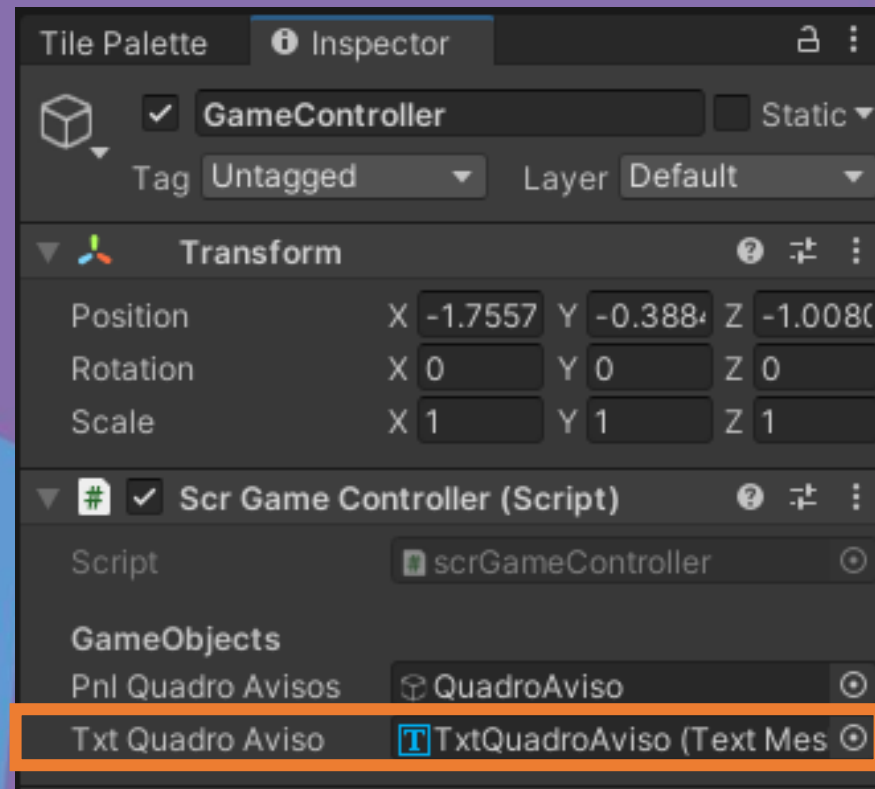 Tile Palette Inspector
GameController Static
Tag Untagged Layer Default
Transform
Position X -1.7557 Y -0.388 Z -1.008
Rotation X 0 Y 0 Z 0
Scale X 1 Y 1 Z 1
# Scr Game Controller (Script)
Script # scrGameController
GameObjects
Pnl Quadro Avisos QuadroAviso
Txt Quadro Aviso T TxtQuadroAviso (Text Mes